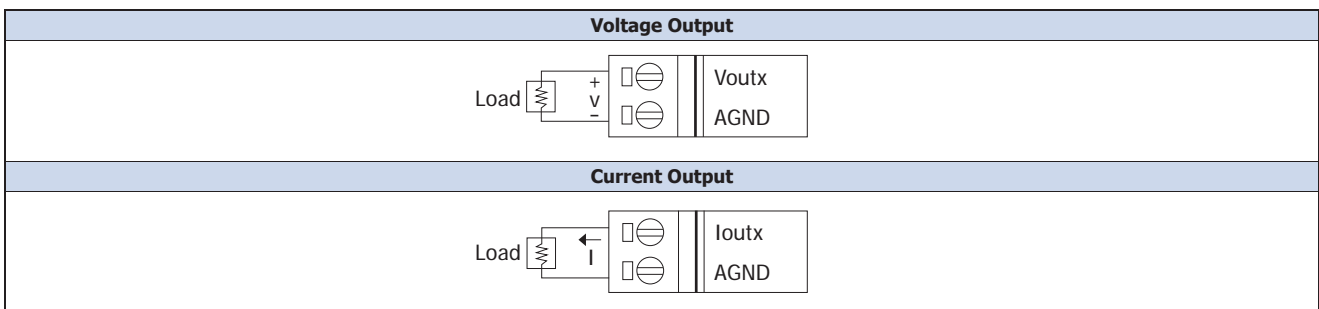 Voltage Output
+
Load
V
-
Voutx
AGND
Current Output
Load
I
Ioutx
AGND